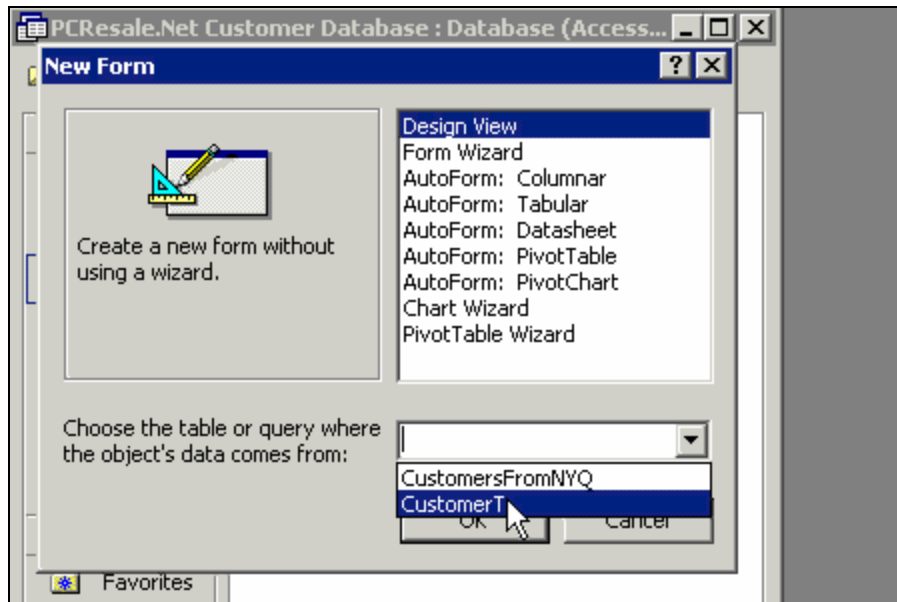 PCResale.Net Customer Database : Database (Access...
New Form
Design View
Form Wizard
AutoForm: Columnar
AutoForm: Tabular
AutoForm: Datasheet
AutoForm: PivotTable
AutoForm: PivotChart
Chart Wizard
PivotTable Wizard
Create a new form without
using a wizard.
Choose the table or query where
the object's data comes from:
CustomersFromNYQ
CustomerT
OK
Cancel
Favorites